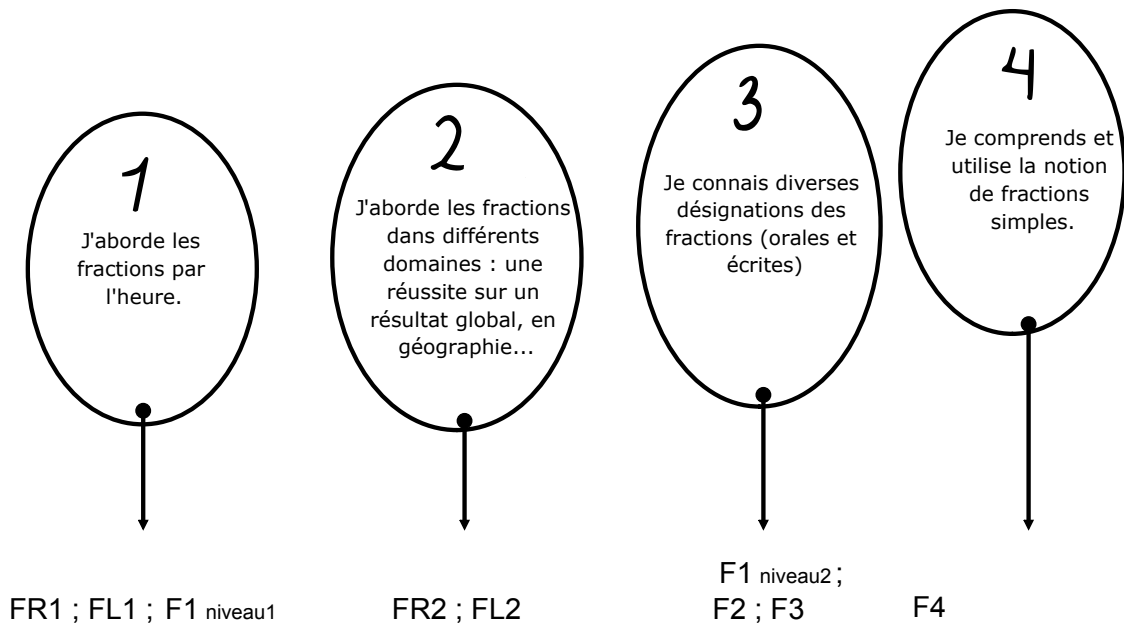 1
J'aborde les
fractions par
l'heure.
2
J'aborde les fractions
dans différents
domaines : une
réussite sur un
résultat global, en
géographie...
3
Je connais diverses
désignations des
fractions (orales et
écrites)
4
Je comprends et
utilise la notion
de fractions
simples.
FR1 ; FL1 ; F1 niveau1
FR2 ; FL2
F1 niveau2 ;
F2 ; F3
F4